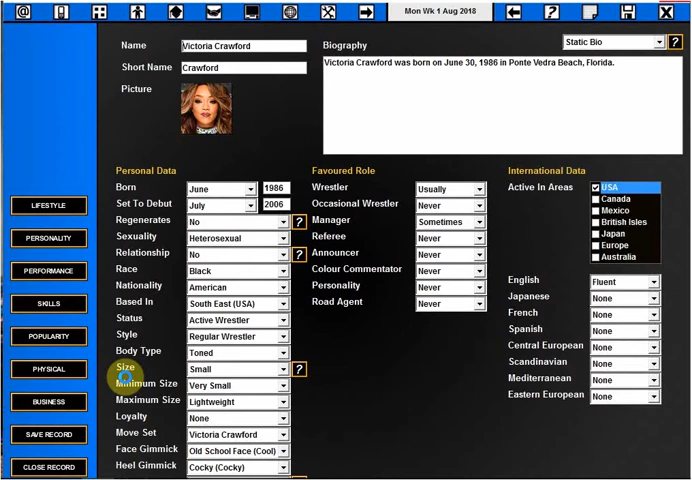 Mon Wk 1 Aug 2018
Name Victoria Crawford
Short Name Crawford
Picture
Biography Static Bio ?
Victoria Crawford was born on June 30, 1986 in Ponte Vedra Beach, Florida.
LIFESTYLE
PERSONALITY
PERFORMANCE
SKILLS
POPULARITY
PHYSICAL
BUSINESS
SAVE RECORD
CLOSE RECORD
Personal Data
Born June 1986
Set To Debut July 2006
Regenerates No ?
Sexuality Heterosexual
Relationship No ?
Race Black
Nationality American
Based In South East (USA)
Status Active Wrestler
Style Regular Wrestler
Body Type Toned
Size Small ?
Minimum Size Very Small
Maximum Size Lightweight
Loyalty None
Move Set Victoria Crawford
Face Gimmick Old School Face (Cool)
Heel Gimmick Cocky (Cocky)
Favoured Role
Wrestler Usually
Occasional Wrestler Never
Manager Sometimes
Referee Never
Announcer Never
Colour Commentator Never
Personality Never
Road Agent Never
International Data
Active In Areas USA
Canada
Mexico
British Isles
Japan
Europe
Australia
English Fluent
Japanese None
French None
Spanish None
Central European None
Scandinavian None
Mediterranean None
Eastern European None